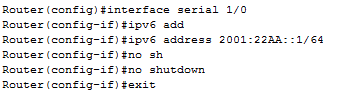 Router(config)#interface serial 1/0
Router(config-if)#ipv6 add
Router(config-if)#ipv6 address 2001:22AA::1/64
Router(config-if)#no sh
Router(config-if)#no shutdown
Router(config-if)#exit